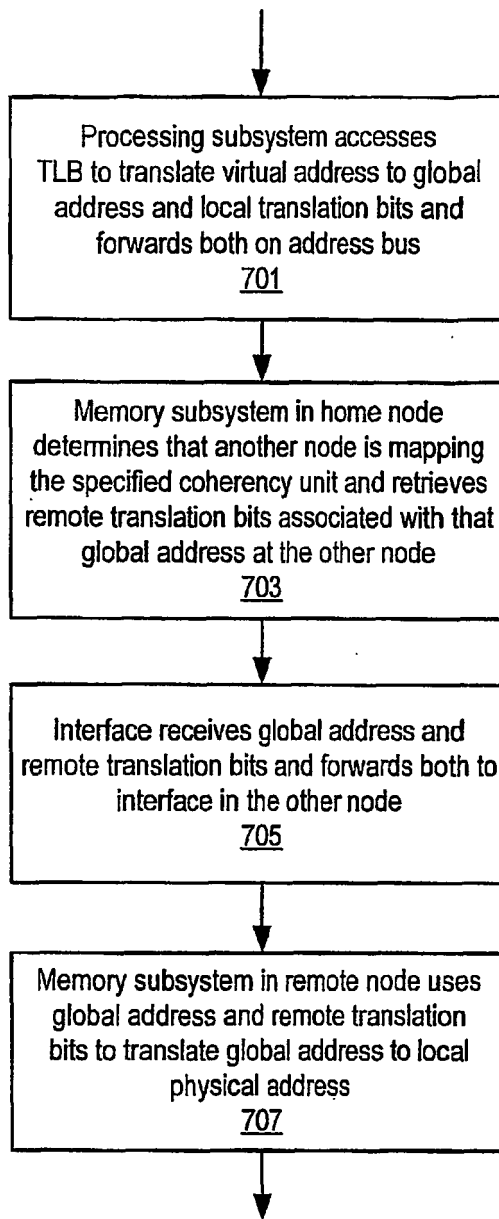 Processing subsystem accesses
TLB to translate virtual address to global
address and local translation bits and
forwards both on address bus
701
Memory subsystem in home node
determines that another node is mapping
the specified coherency unit and retrieves
remote translation bits associated with that
global address at the other node
703
Interface receives global address and
remote translation bits and forwards both to
interface in the other node
705
Memory subsystem in remote node uses
global address and remote translation
bits to translate global address to local
physical address
707